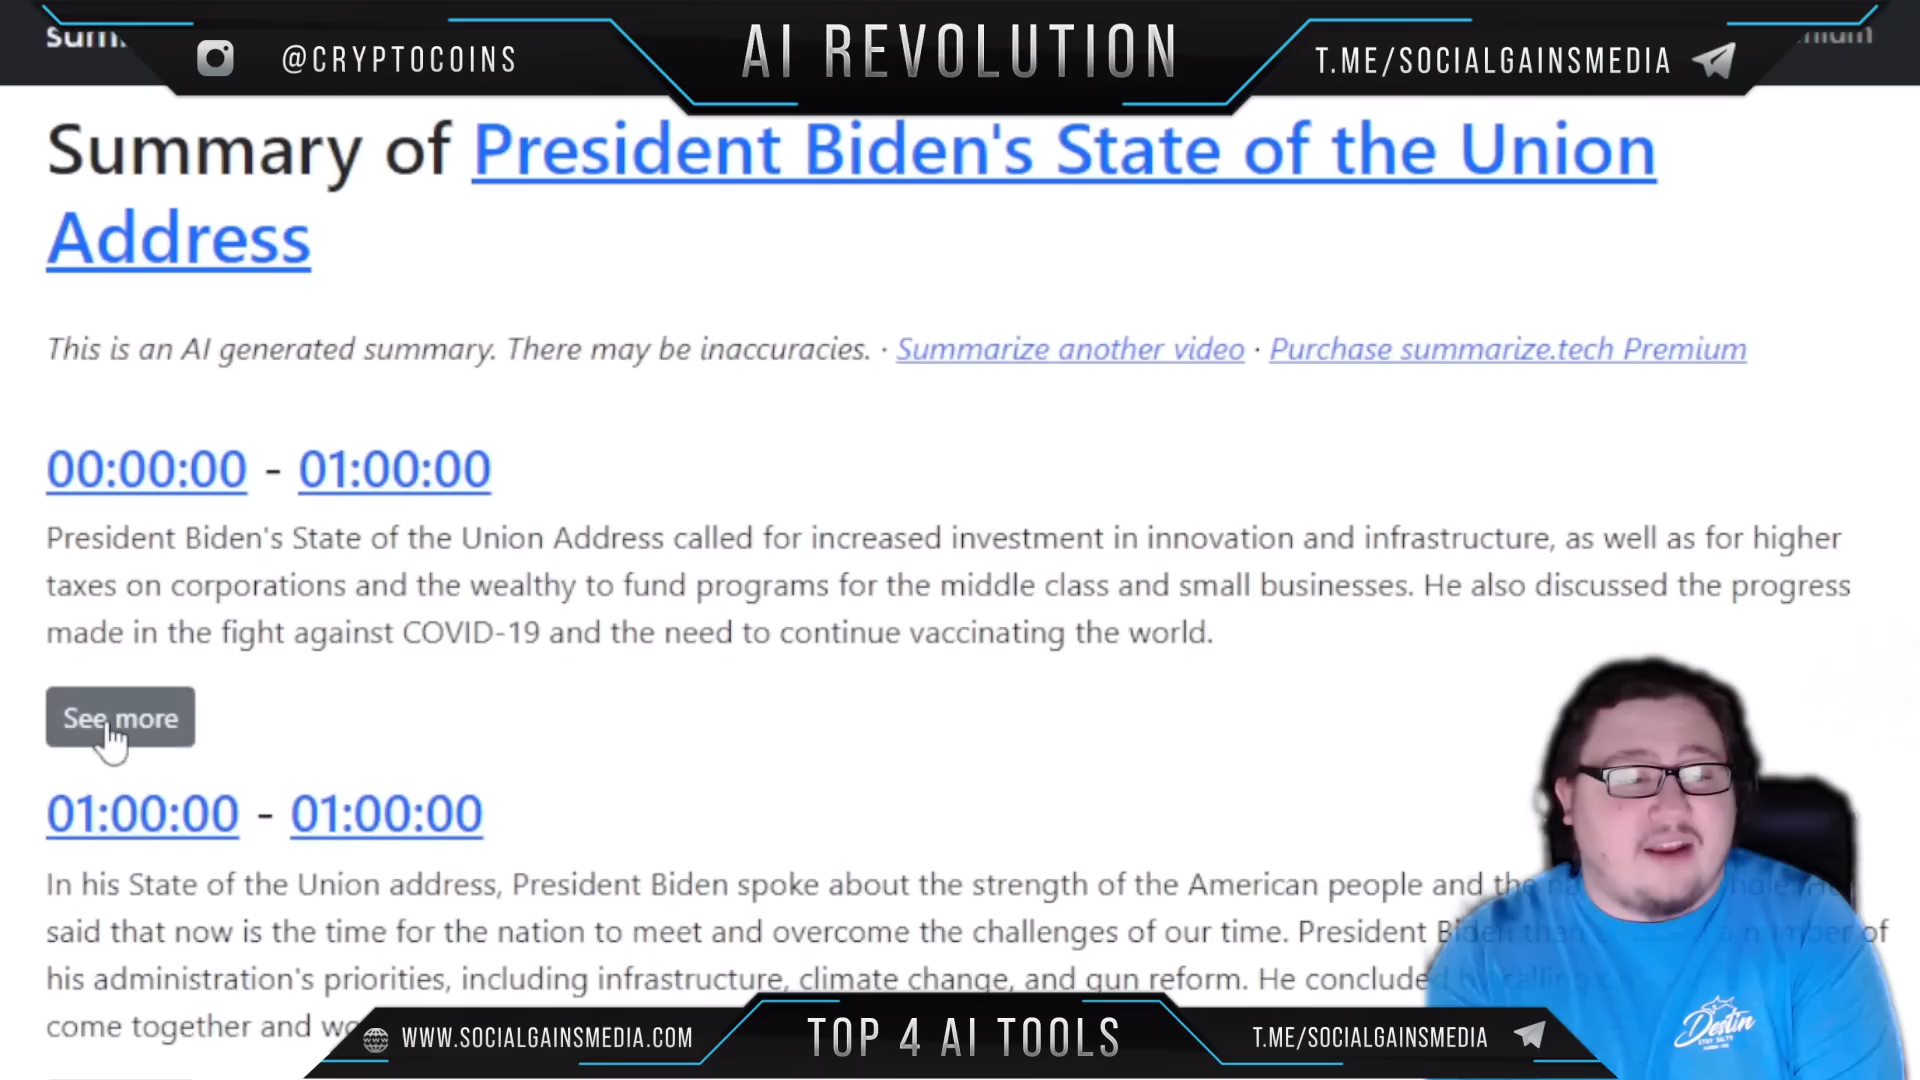 @CRYPTOCOINS
AI REVOLUTION
T.ME/SOCIALGAINSMEDIA
Summary of President Biden's State of the Union
Address
This is an AI generated summary. There may be inaccuracies. · Summarize another video · Purchase summarize.tech Premium
00:00:00 - 01:00:00
President Biden's State of the Union Address called for increased investment in innovation and infrastructure, as well as for higher
taxes on corporations and the wealthy to fund programs for the middle class and small businesses. He also discussed the progress
made in the fight against COVID-19 and the need to continue vaccinating the world.
See more
01:00:00 - 01:00:00
In his State of the Union address, President Biden spoke about the strength of the American people and the
said that now is the time for the nation to meet and overcome the challenges of our time. President Biden of
his administration's priorities, including infrastructure, climate change, and gun reform. He concluded
come together and
WWW.SOCIALGAINSMEDIA.COM
TOP 4 AI TOOLS
T.ME/SOCIALGAINSMEDIA
Destin
STAY SALTY